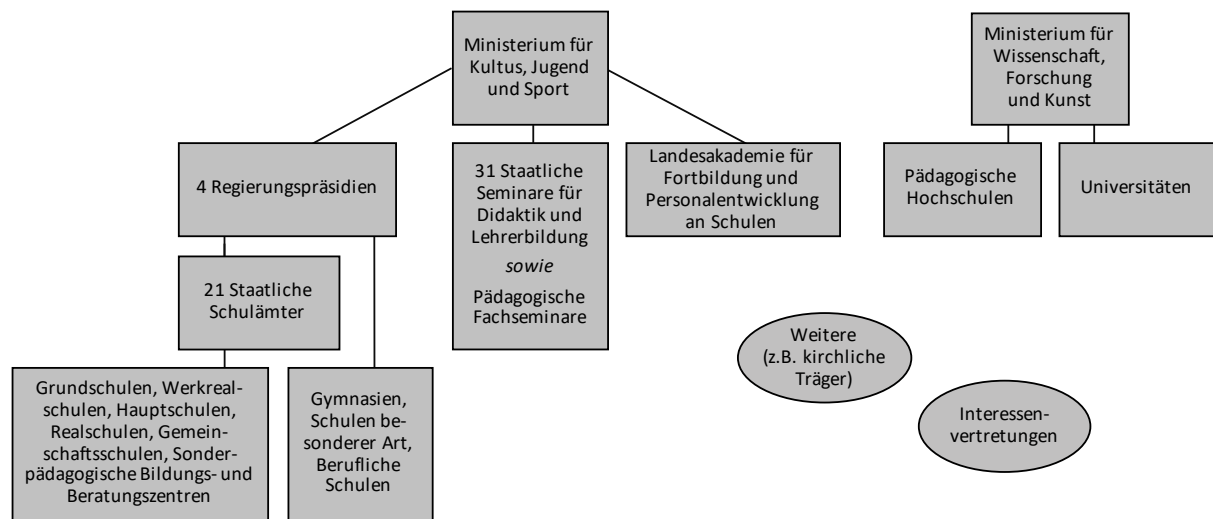 Ministerium für
Kultus, Jugend
und Sport
Ministerium für
Wissenschaft,
Forschung
und Kunst
4 Regierungspräsidien
31 Staatliche
Seminare für
Didaktik und
Lehrerbildung
sowie
Pädagogische
Fachseminare
Landesakademie für
Fortbildung und
Personalentwicklung
an Schulen
Pädagogische
Hochschulen
Universitäten
21 Staatliche
Schulämter
Weitere
(z.B. kirchliche
Träger)
Grundschulen, Werkreal-
schulen, Hauptschulen,
Realschulen, Gemein-
schaftsschulen, Sonder-
pädagogische Bildungs- und
Beratungszentren
Gymnasien,
Schulen be-
sonderer Art,
Berufliche
Schulen
Interessen-
vertretungen